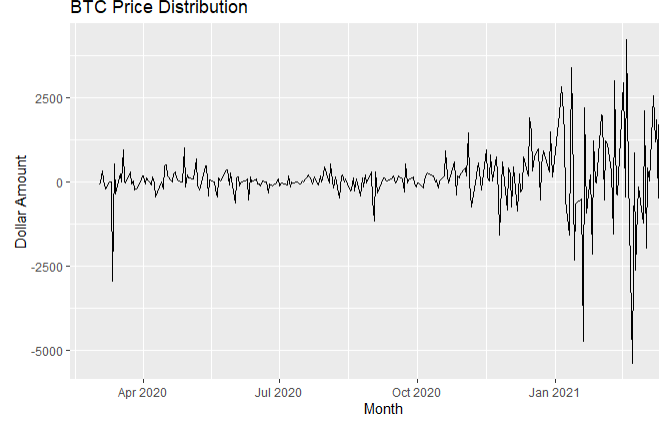 BTC Price Distribution
Dollar Amount
2500
0
-2500
-5000
Apr 2020
Jul 2020
Oct 2020
Jan 2021
Month